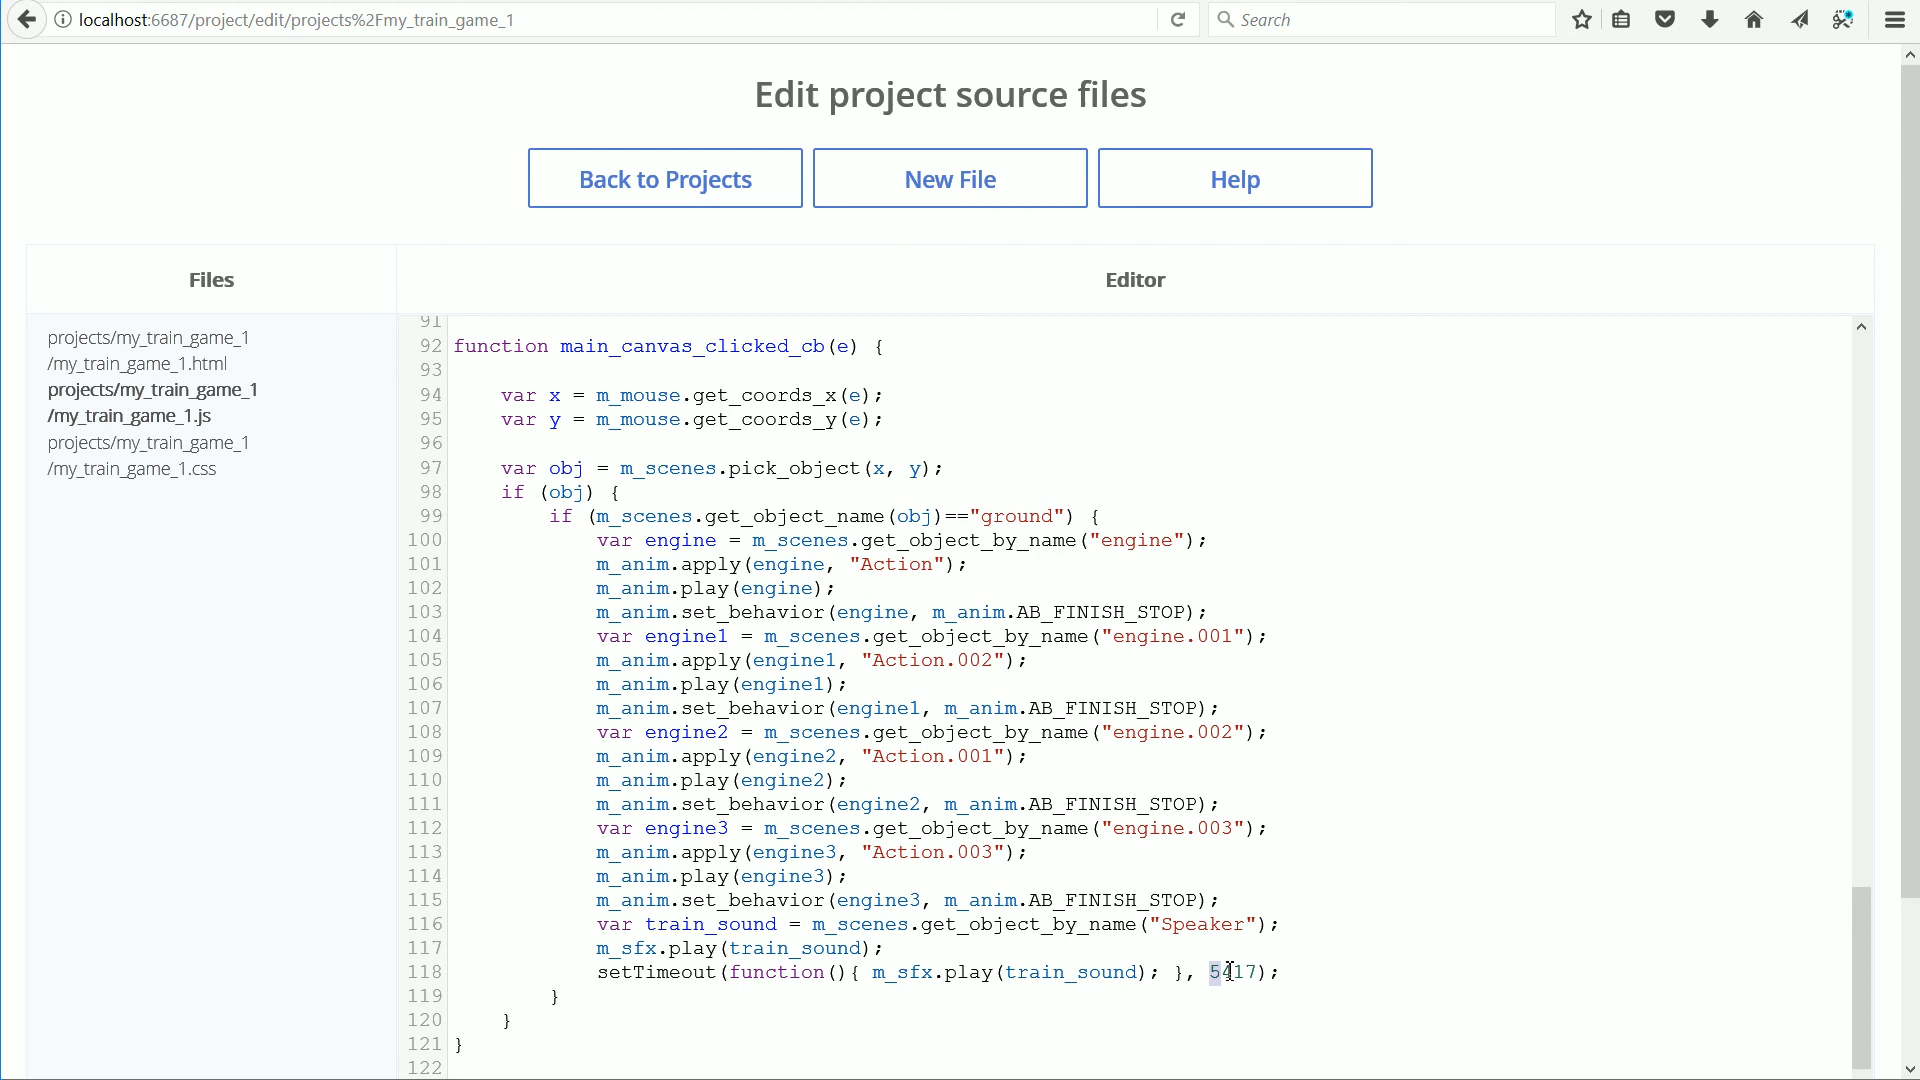 localhost:6687/project/edit/projects%2Fmy_train_game_1
Search
Edit project source files
Back to Projects
New File
Help
Files
Editor
projects/my_train_game_1
/my_train_game_1.html
projects/my_train_game_1
/my_train_game_1.js
projects/my_train_game_1
/my_train_game_1.css
91
92 function main_canvas_clicked_cb(e) {
93
94     var x = m_mouse.get_coords_x(e);
95     var y = m_mouse.get_coords_y(e);
96
97     var obj = m_scenes.pick_object(x, y);
98     if (obj) {
99         if (m_scenes.get_object_name(obj)=="ground") {
100             var engine = m_scenes.get_object_by_name("engine");
101             m_anim.apply(engine, "Action");
102             m_anim.play(engine);
103             m_anim.set_behavior(engine, m_anim.AB_FINISH_STOP);
104             var engine1 = m_scenes.get_object_by_name("engine.001");
105             m_anim.apply(engine1, "Action.002");
106             m_anim.play(engine1);
107             m_anim.set_behavior(engine1, m_anim.AB_FINISH_STOP);
108             var engine2 = m_scenes.get_object_by_name("engine.002");
109             m_anim.apply(engine2, "Action.001");
110             m_anim.play(engine2);
111             m_anim.set_behavior(engine2, m_anim.AB_FINISH_STOP);
112             var engine3 = m_scenes.get_object_by_name("engine.003");
113             m_anim.apply(engine3, "Action.003");
114             m_anim.play(engine3);
115             m_anim.set_behavior(engine3, m_anim.AB_FINISH_STOP);
116             var train_sound = m_scenes.get_object_by_name("Speaker");
117             m_sfx.play(train_sound);
118             setTimeout(function(){ m_sfx.play(train_sound); }, 5417);
119         }
120     }
121 }
122